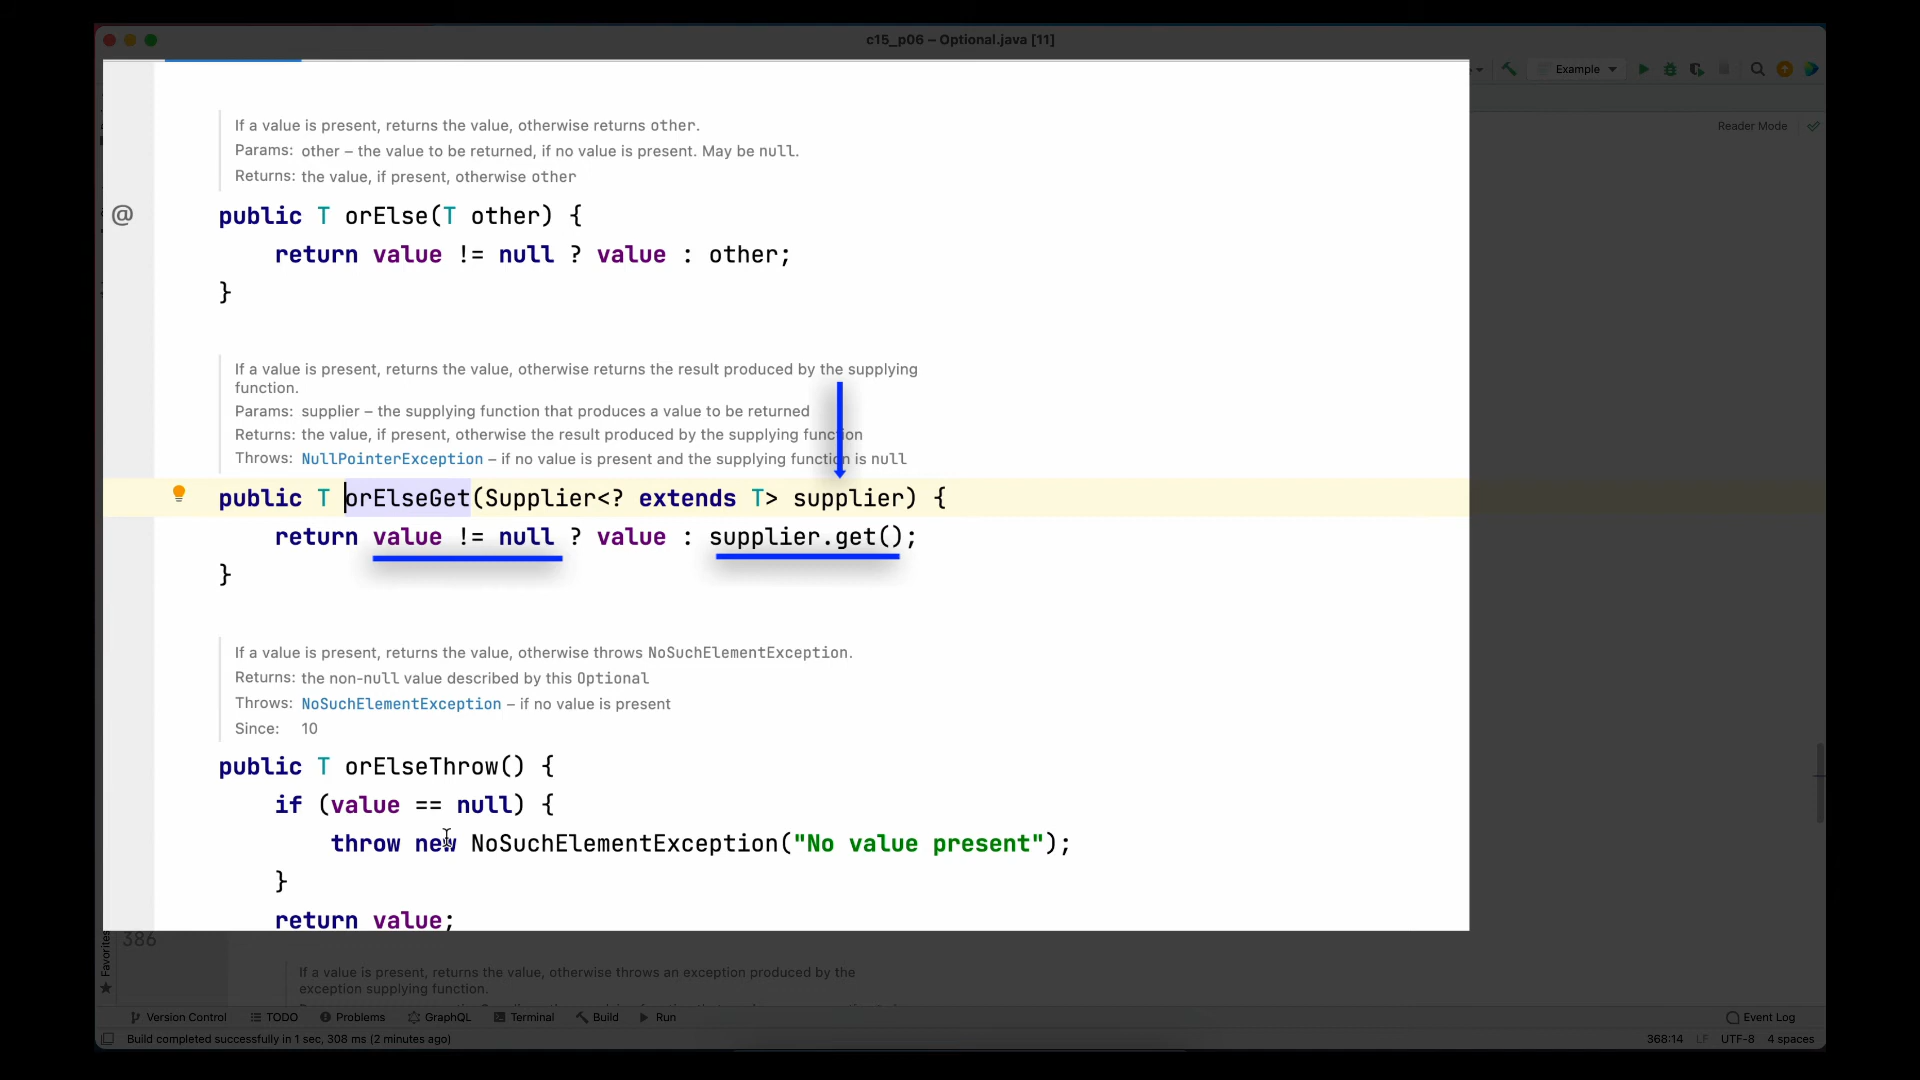 c15_p06 – Optional.java [11]
Example
Reader Mode
If a value is present, returns the value, otherwise returns other.
Params: other – the value to be returned, if no value is present. May be null.
Returns: the value, if present, otherwise other
@
public T orElse(T other) {
return value != null ? value : other;
}
If a value is present, returns the value, otherwise returns the result produced by the supplying
function.
Params: supplier – the supplying function that produces a value to be returned
Returns: the value, if present, otherwise the result produced by the supplying function
Throws: NullPointerException – if no value is present and the supplying function is null
public T orElseGet(Supplier<? extends T> supplier) {
return value != null ? value : supplier.get();
}
If a value is present, returns the value, otherwise throws NoSuchElementException.
Returns: the non-null value described by this Optional
Throws: NoSuchElementException – if no value is present
Since: 10
public T orElseThrow() {
if (value == null) {
throw new NoSuchElementException("No value present");
}
return value;
386
Favorites
If a value is present, returns the value, otherwise throws an exception produced by the
exception supplying function.
Version Control TODO Problems GraphQL Terminal Build Run Event Log
Build completed successfully in 1 sec, 308 ms (2 minutes ago) 368:14 LF UTF-8 4 spaces